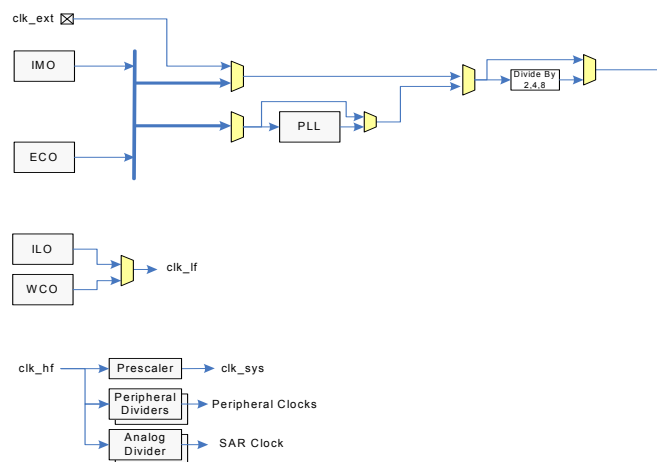 clk_ext
IMO
Divide By
2,4,8
PLL
ECO
ILO
clk_lf
WCO
clk_hf
Prescaler
clk_sys
Peripheral
Dividers
Peripheral Clocks
Analog
Divider
SAR Clock